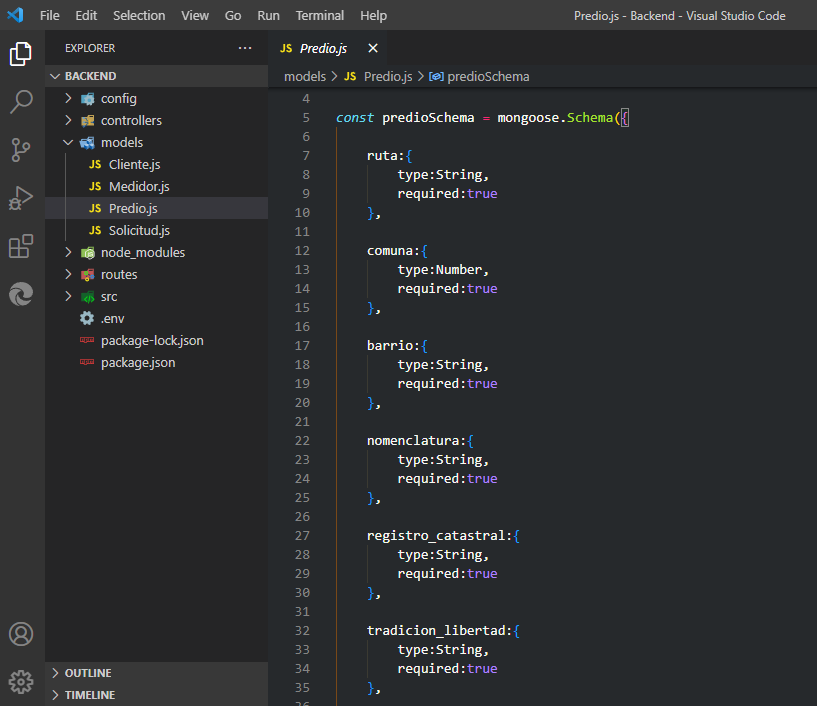 File Edit Selection View Go Run Terminal Help Predio.js - Backend - Visual Studio Code
EXPLORER ···
BACKEND
config
controllers
models
JS Cliente.js
JS Medidor.js
JS Predio.js
JS Solicitud.js
node_modules
routes
src
.env
package-lock.json
package.json
OUTLINE
TIMELINE
JS Predio.js
models > JS Predio.js > predioSchema
4
5 const predioSchema = mongoose.Schema({
6
7 ruta:{
8 type:String,
9 required:true
10 },
11
12 comuna:{
13 type:Number,
14 required:true
15 },
16
17 barrio:{
18 type:String,
19 required:true
20 },
21
22 nomenclatura:{
23 type:String,
24 required:true
25 },
26
27 registro_catastral:{
28 type:String,
29 required:true
30 },
31
32 tradicion_libertad:{
33 type:String,
34 required:true
35 },